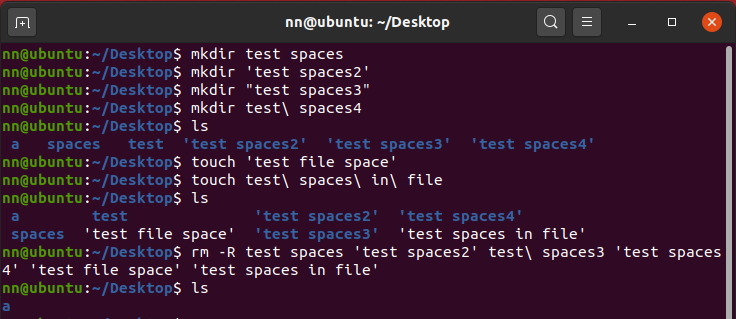 nn@ubuntu: ~/Desktop
nn@ubuntu:~/Desktop$ mkdir test spaces
nn@ubuntu:~/Desktop$ mkdir 'test spaces2'
nn@ubuntu:~/Desktop$ mkdir "test spaces3"
nn@ubuntu:~/Desktop$ mkdir test\ spaces4
nn@ubuntu:~/Desktop$ ls
a   spaces   test  'test spaces2'  'test spaces3'  'test spaces4'
nn@ubuntu:~/Desktop$ touch 'test file space'
nn@ubuntu:~/Desktop$ touch test\ spaces\ in\ file
nn@ubuntu:~/Desktop$ ls
a        test              'test spaces2'  'test spaces4'
spaces  'test file space'  'test spaces3'  'test spaces in file'
nn@ubuntu:~/Desktop$ rm -R test spaces 'test spaces2' test\ spaces3 'test spaces
4' 'test file space' 'test spaces in file'
nn@ubuntu:~/Desktop$ ls
a